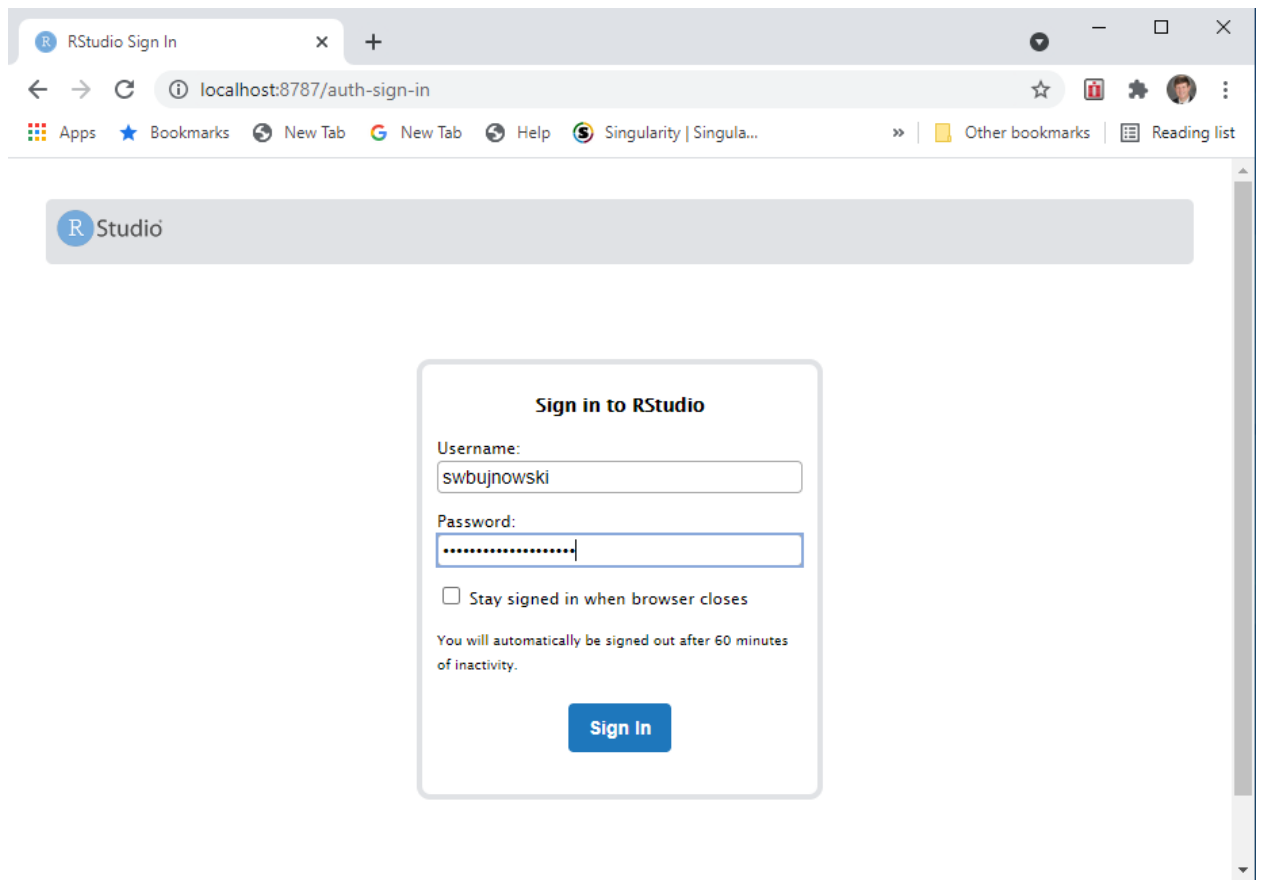 R RStudio Sign In
localhost:8787/auth-sign-in
Apps Bookmarks New Tab G New Tab Help S Singularity | Singula... » Other bookmarks Reading list
R Studio
Sign in to RStudio
Username:
swbujnowski
Password:
••••••••••••••••••••
Stay signed in when browser closes
You will automatically be signed out after 60 minutes
of inactivity.
Sign In